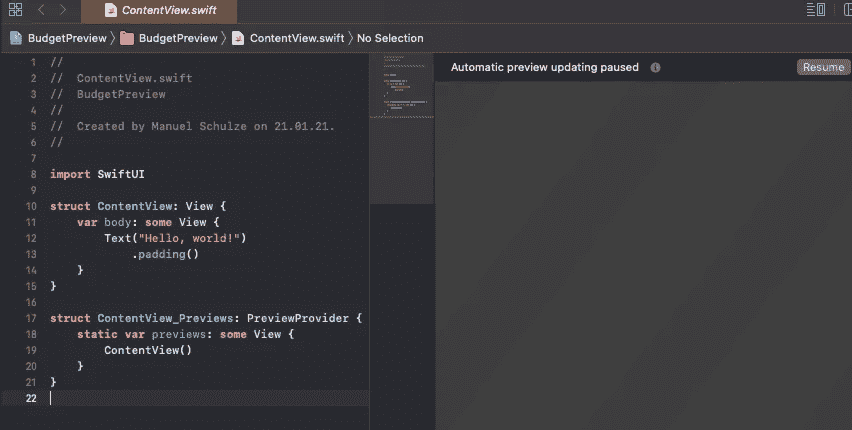 ContentView.swift
BudgetPreview BudgetPreview ContentView.swift No Selection
Automatic preview updating paused Resume
1 //
2 //  ContentView.swift
3 //  BudgetPreview
4 //
5 //  Created by Manuel Schulze on 21.01.21.
6 //
7
8 import SwiftUI
9
10 struct ContentView: View {
11     var body: some View {
12         Text("Hello, world!")
13             .padding()
14     }
15 }
16
17 struct ContentView_Previews: PreviewProvider {
18     static var previews: some View {
19         ContentView()
20     }
21 }
22